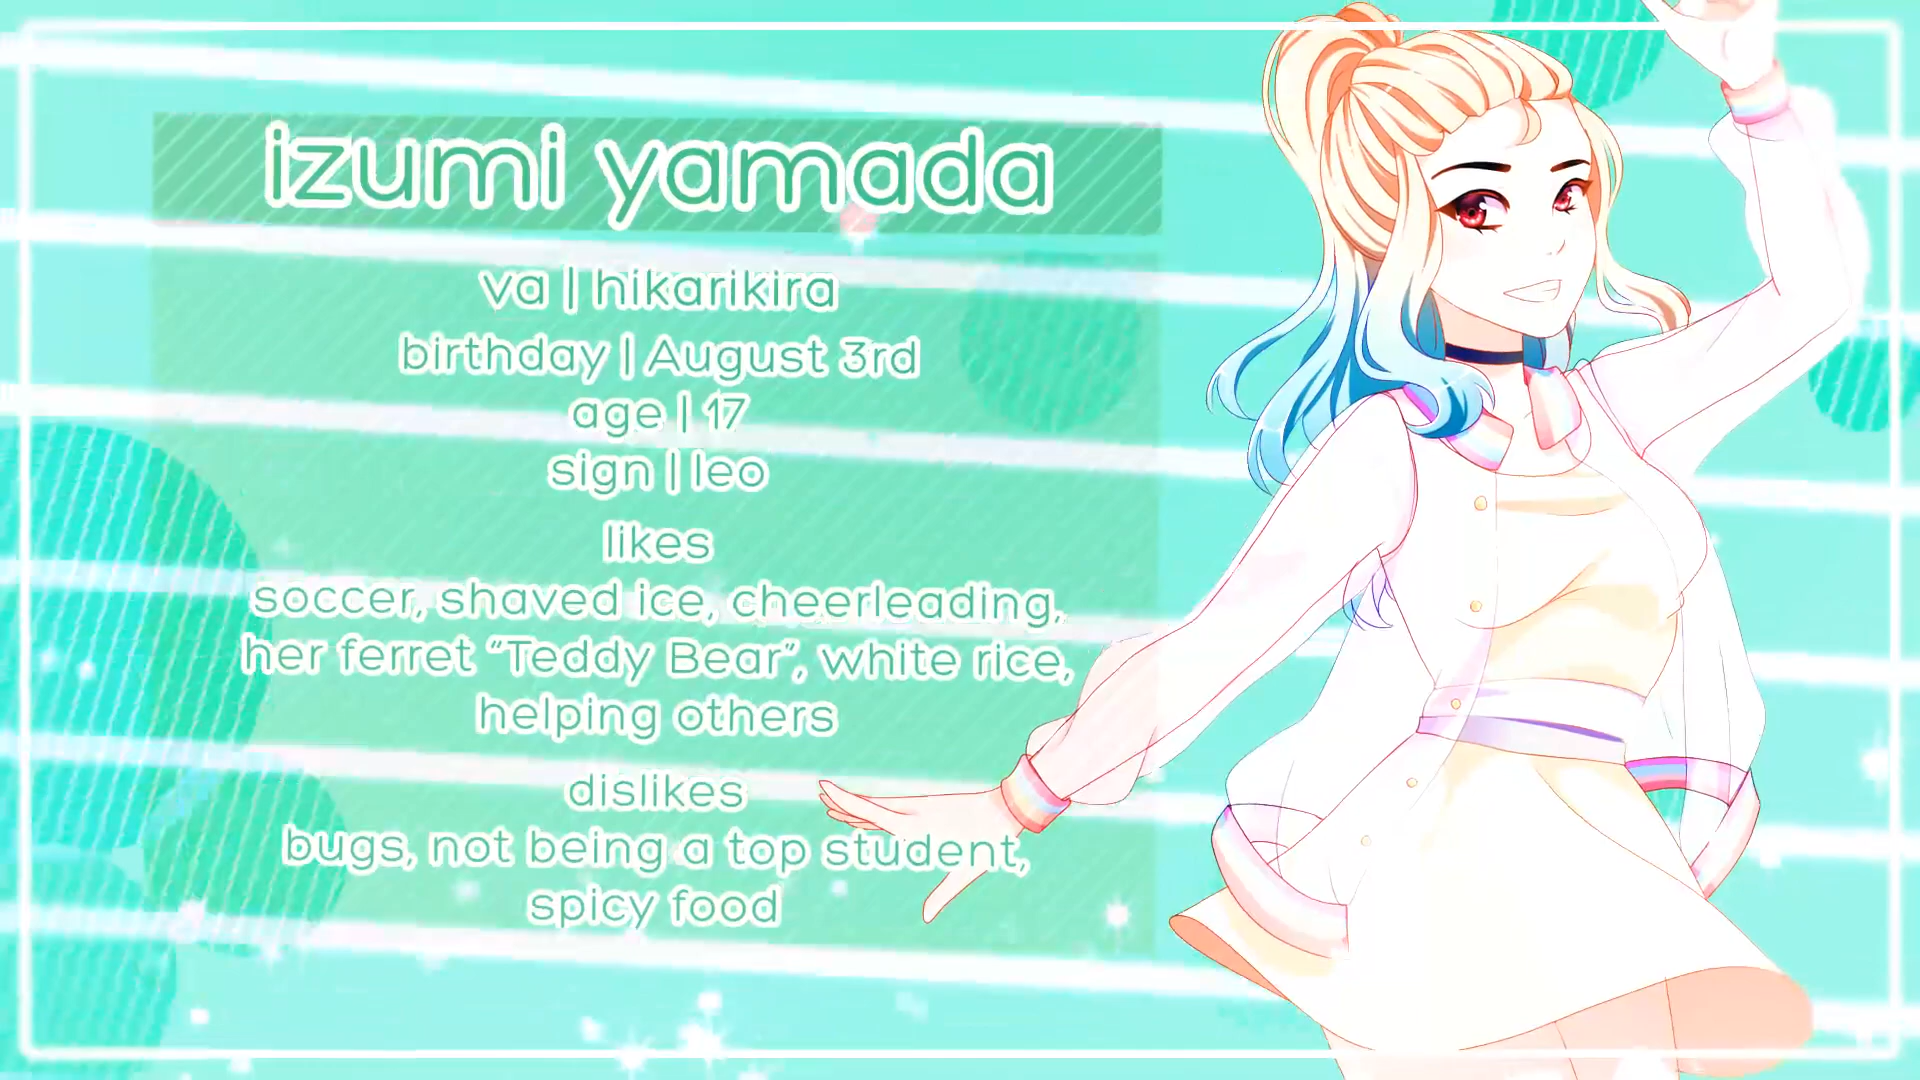 izumi yamada
va | hikarikira
birthday | August 3rd
age | 17
sign | leo
likes
soccer, shaved ice, cheerleading,
her ferret “Teddy Bear”, white rice,
helping others
dislikes
bugs, not being a top student,
spicy food